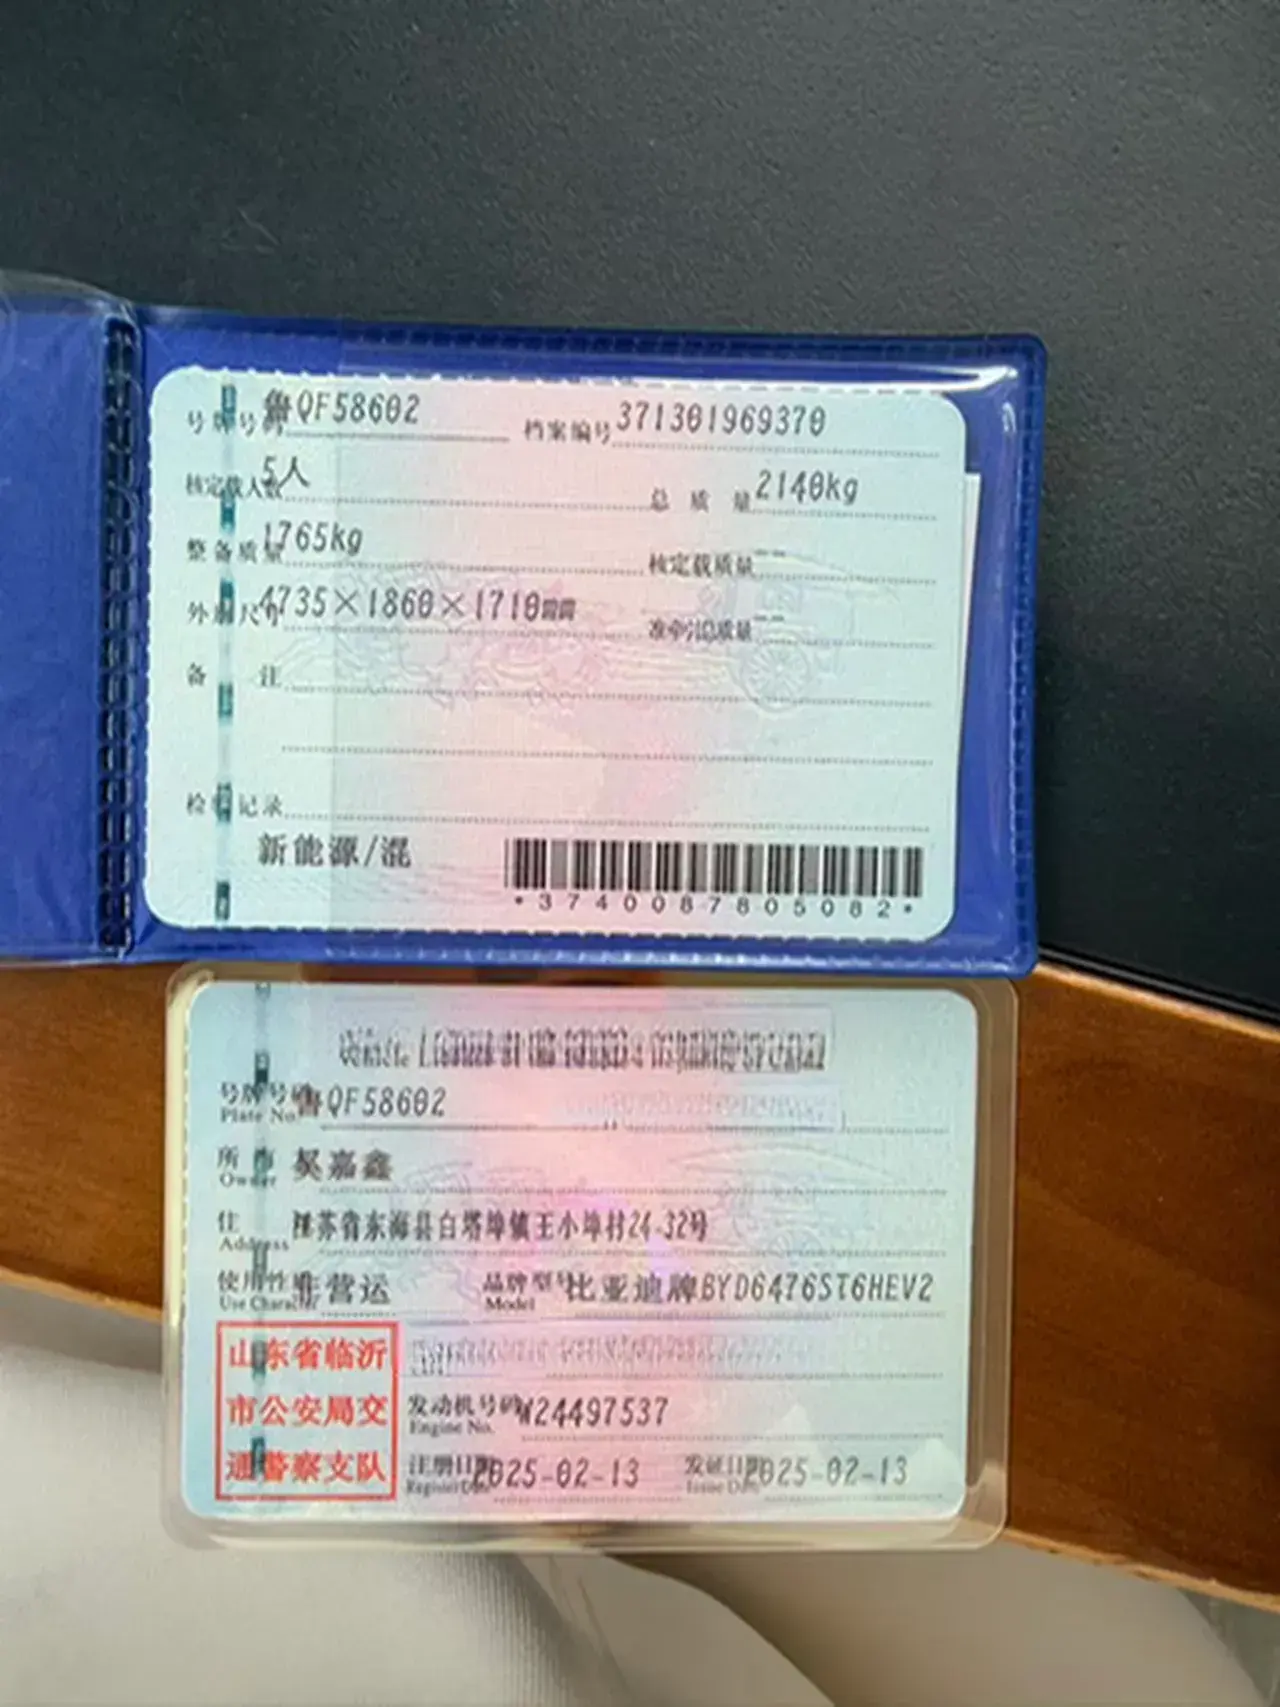 号牌号码 鲁QF58602 档案编号 371301969370
核定载人数 5人 总质量 2140kg
整备质量 1765kg 核定载质量 --
外廓尺寸 4735×1860×1710mm 准牵引总质量 --
备注
检验记录
新能源/混
*3740087805082*
号牌号码 鲁QF58602
Plate No.
所有人 吴嘉鑫
Owner
住址 江苏省东海县白塔埠镇王小埠村24-32号
Address
使用性质 非营运 品牌型号 比亚迪牌BYD6476ST6HEV2
Use Character Model
山东省临沂
市公安局交
通警察支队
发动机号码 W24497537
Engine No.
注册日期 2025-02-13 发证日期 2025-02-13
Register Date Issue Date